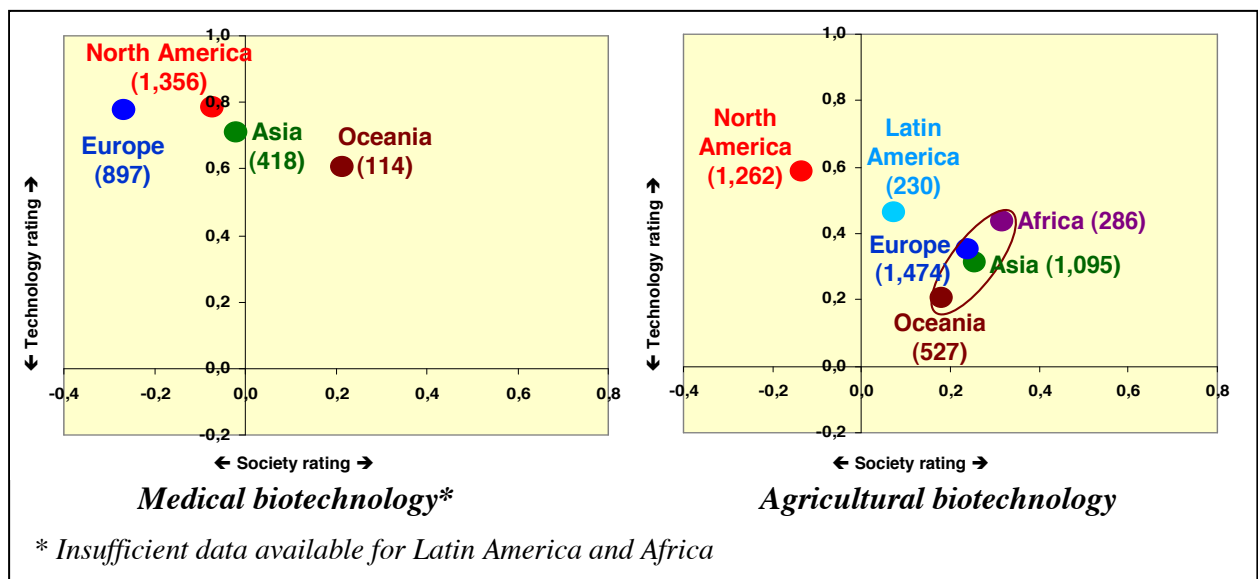 1,0
0,8
0,6
0,4
0,2
0,0
-0,2
-0,4
-0,2
0,0
0,2
0,4
0,6
0,8
North America
(1,356)
Europe
(897)
Asia
(418)
Oceania
(114)
← Technology rating →
← Society rating →
Medical biotechnology*
1,0
0,8
0,6
0,4
0,2
0,0
-0,2
-0,4
-0,2
0,0
0,2
0,4
0,6
0,8
North
America
(1,262)
Latin
America
(230)
Africa (286)
Europe
(1,474)
Asia (1,095)
Oceania
(527)
← Technology rating →
← Society rating →
Agricultural biotechnology
* Insufficient data available for Latin America and Africa